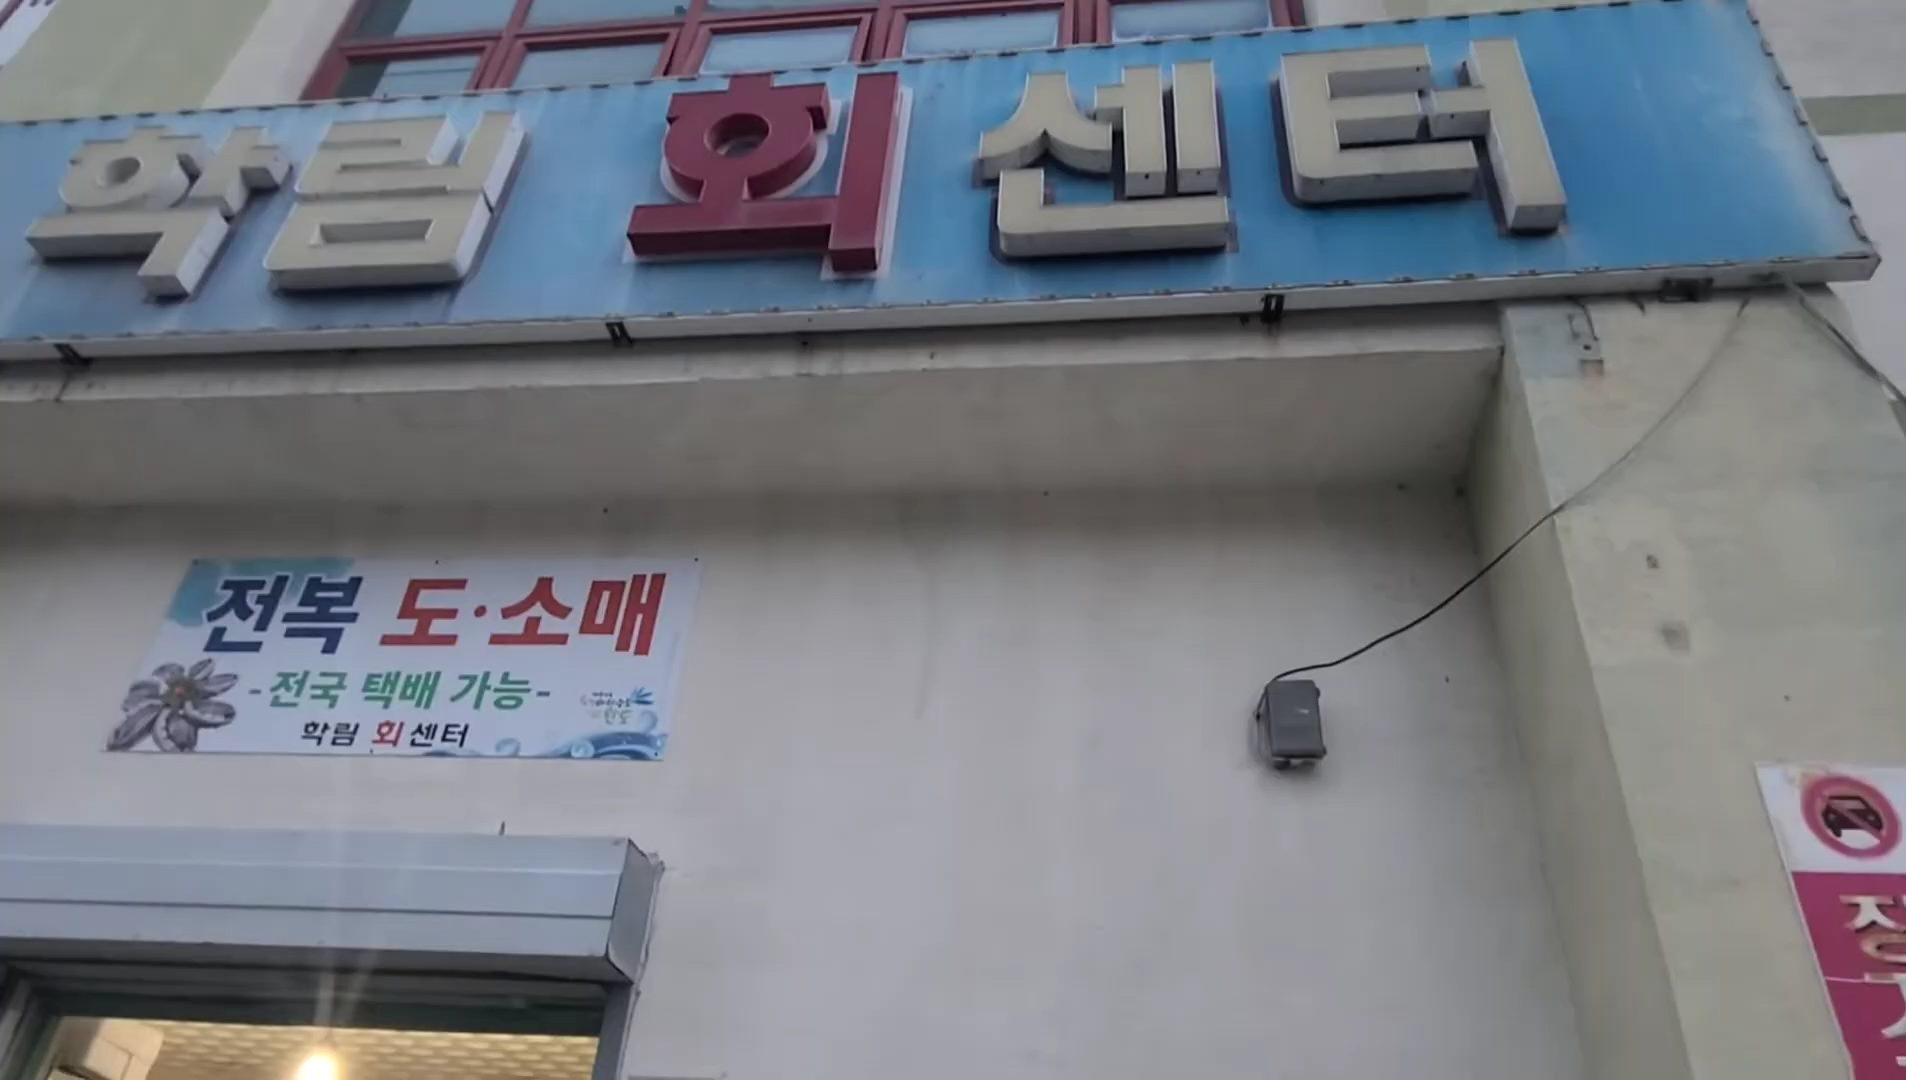 학림 회 센터
전복 도·소매
-전국 택배 가능-
학림 회 센터